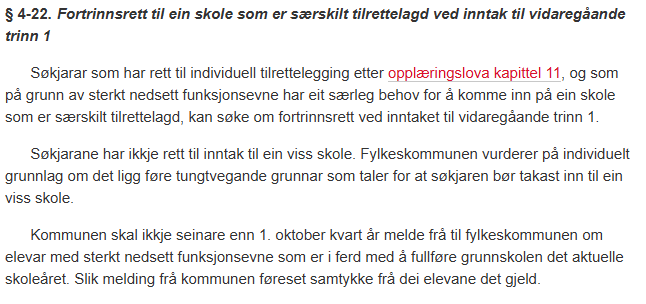 § 4-22. Fortrinnsrett til ein skole som er særskilt tilrettelagd ved inntak til vidaregåande
trinn 1
Søkjarar som har rett til individuell tilrettelegging etter opplæringslova kapittel 11, og som
på grunn av sterkt nedsett funksjonsevne har eit særleg behov for å komme inn på ein skole
som er særskilt tilrettelagd, kan søke om fortrinnsrett ved inntaket til vidaregåande trinn 1.
Søkjarane har ikkje rett til inntak til ein viss skole. Fylkeskommunen vurderer på individuelt
grunnlag om det ligg føre tungtvegande grunnar som taler for at søkjaren bør takast inn til ein
viss skole.
Kommunen skal ikkje seinare enn 1. oktober kvart år melde frå til fylkeskommunen om
elevar med sterkt nedsett funksjonsevne som er i ferd med å fullføre grunnskolen det aktuelle
skoleåret. Slik melding frå kommunen føreset samtykke frå dei elevane det gjeld.